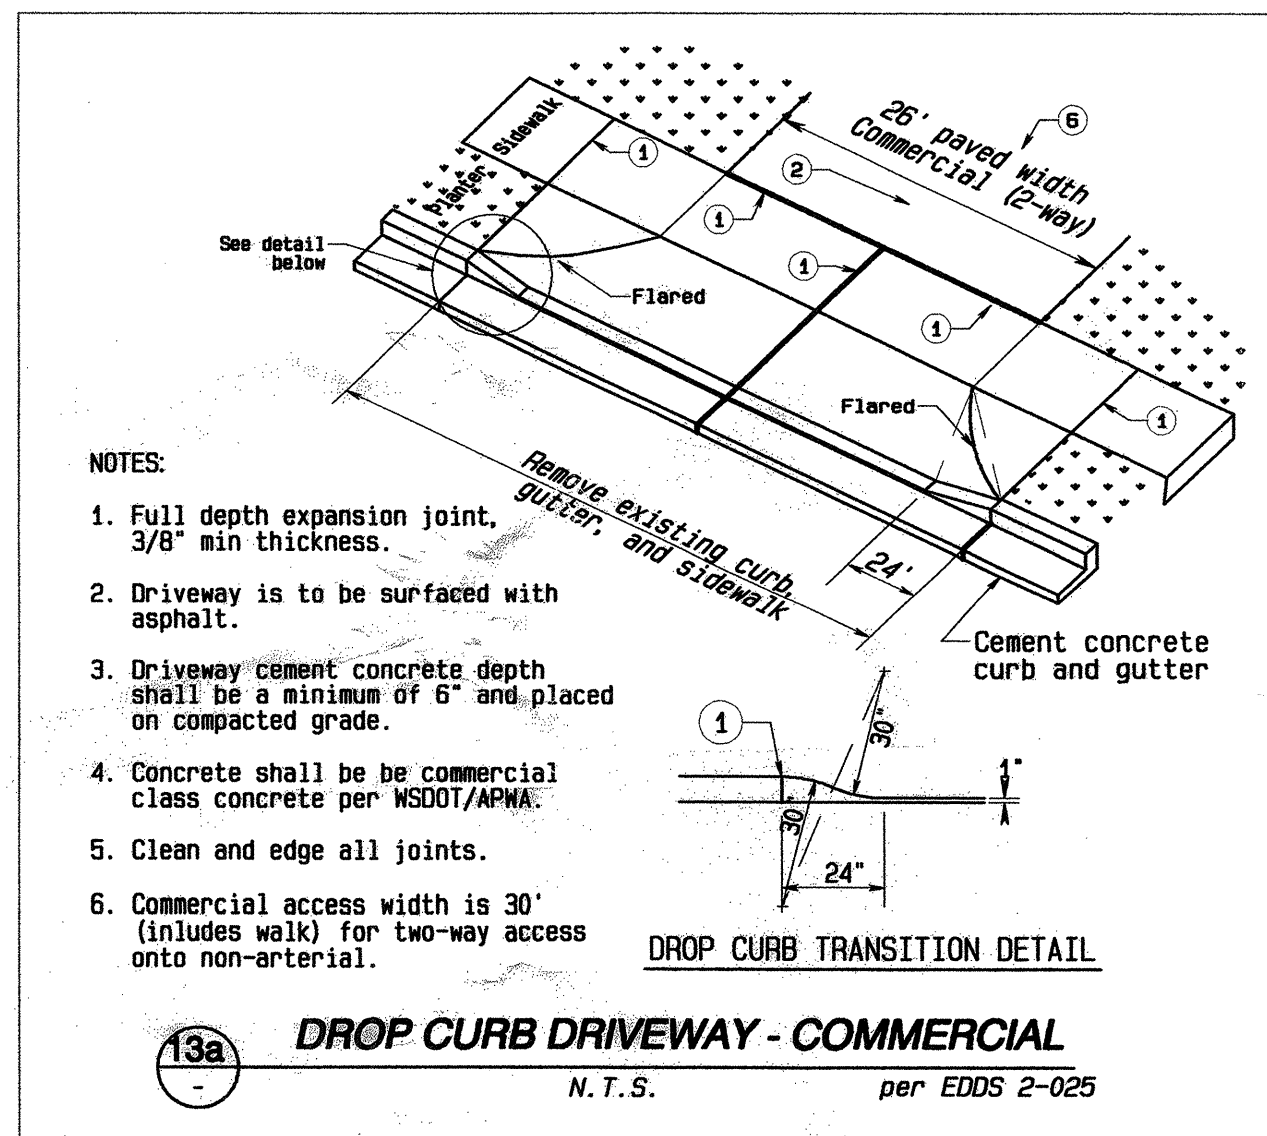 26' paved width
Commercial (2-way)
6
2
Sidewalk
Planter
1
1
1
1
1
See detail
below
Flared
Flared
Remove existing curb,
gutter, and sidewalk
24'
Cement concrete
curb and gutter
NOTES:
1. Full depth expansion joint,
3/8" min thickness.
2. Driveway is to be surfaced with
asphalt.
3. Driveway cement concrete depth
shall be a minimum of 6" and placed
on compacted grade.
4. Concrete shall be be commercial
class concrete per WSDOT/APWA.
5. Clean and edge all joints.
6. Commercial access width is 30'
(inludes walk) for two-way access
onto non-arterial.
1
30"
30"
1"
24"
DROP CURB TRANSITION DETAIL
13a
-
DROP CURB DRIVEWAY - COMMERCIAL
N.T.S.
per EDDS 2-025